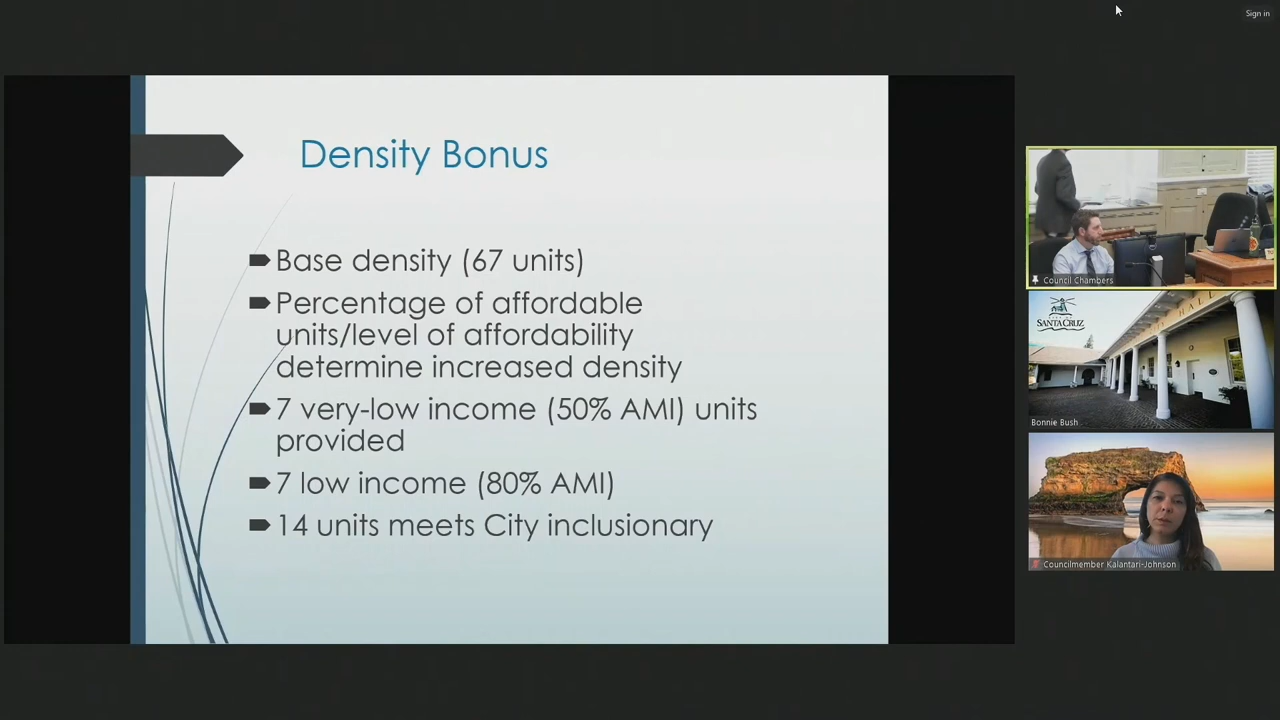 Sign in
Density Bonus
Base density (67 units)
Percentage of affordable
units/level of affordability
determine increased density
7 very-low income (50% AMI) units
provided
7 low income (80% AMI)
14 units meets City inclusionary
Council Chambers
SANTA CRUZ
Bonnie Bush
Councilmember Kalantari-Johnson